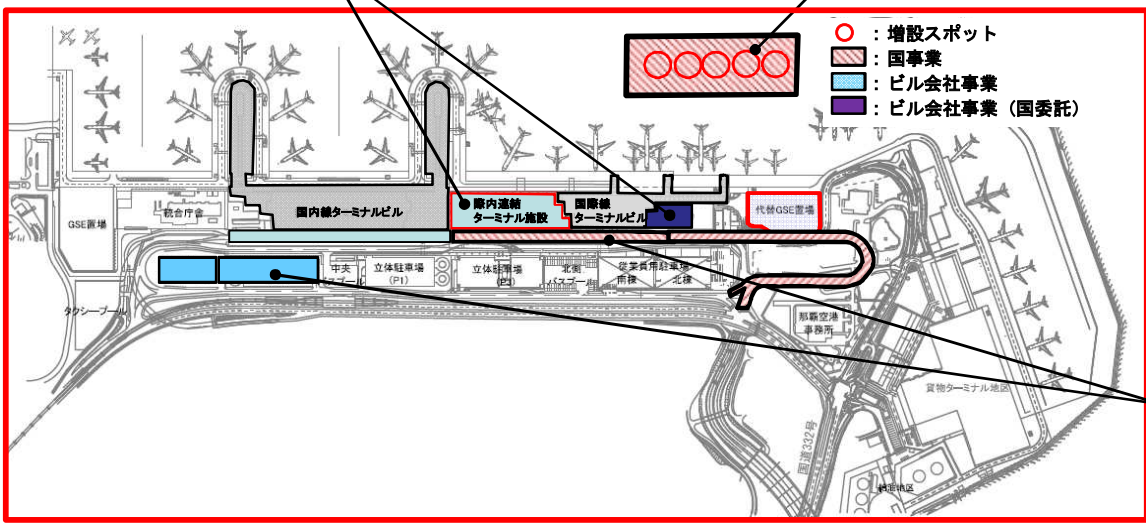 ：増設スポット
：国事業
：ビル会社事業
：ビル会社事業（国委託）
GSE置場
統合庁舎
国内線ターミナルビル
際内連結
ターミナル施設
国際線
ターミナルビル
代替GSE置場
タクシープール
中央
バスプール
立体駐車場
(P1)
立体駐車場
北側
バスプール
従業員用駐車場
南棟
北棟
那覇空港
事務所
貨物ターミナル地区
国道332号